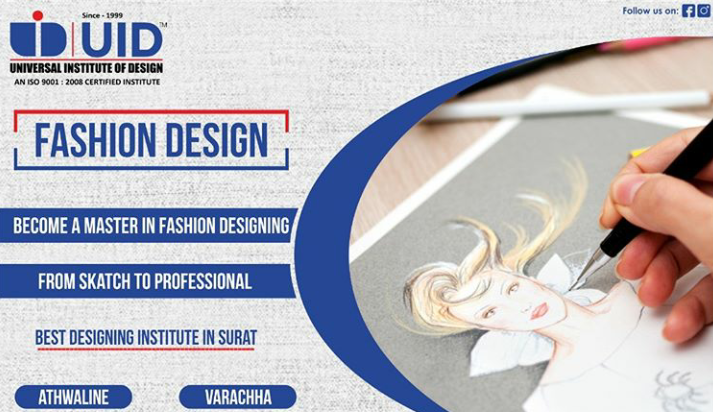 Since - 1999
Follow us on:
UID TM
UNIVERSAL INSTITUTE OF DESIGN
AN ISO 9001 : 2008 CERTIFIED INSTITUTE
FASHION DESIGN
BECOME A MASTER IN FASHION DESIGNING
FROM SKATCH TO PROFESSIONAL
BEST DESIGNING INSTITUTE IN SURAT
ATHWALINE
VARACHHA